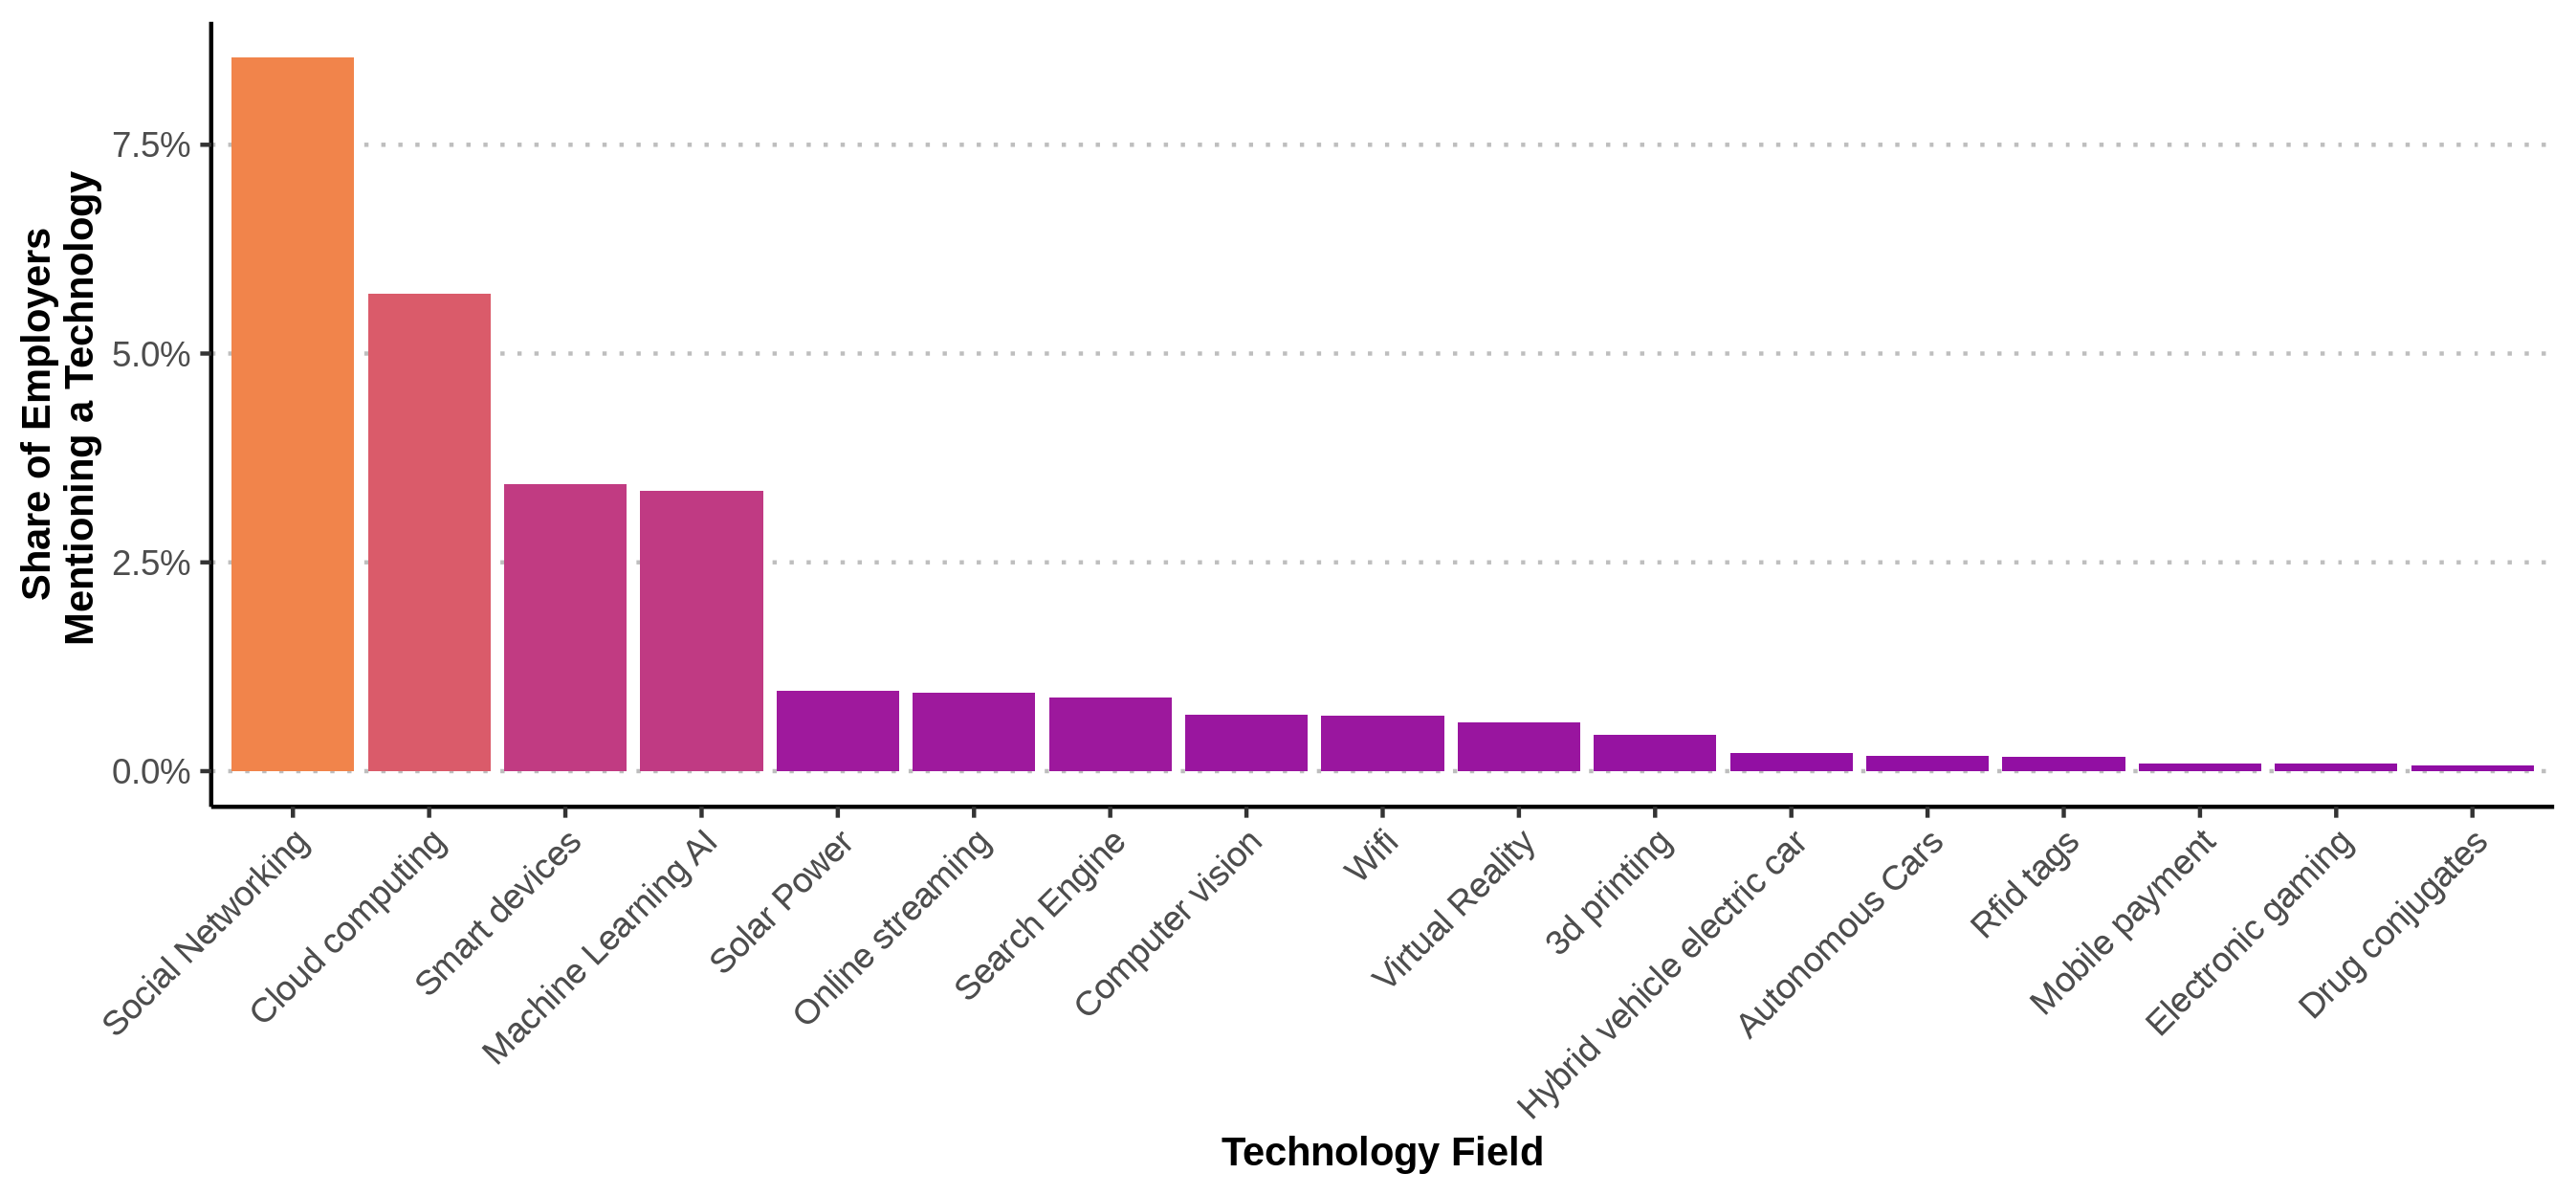 Share of Employers
Mentioning a Technology
7.5%
5.0%
2.5%
0.0%
Social Networking
Cloud computing
Smart devices
Machine Learning AI
Solar Power
Online streaming
Search Engine
Computer vision
Wifi
Virtual Reality
3d printing
Hybrid vehicle electric car
Autonomous Cars
Rfid tags
Mobile payment
Electronic gaming
Drug conjugates
Technology Field